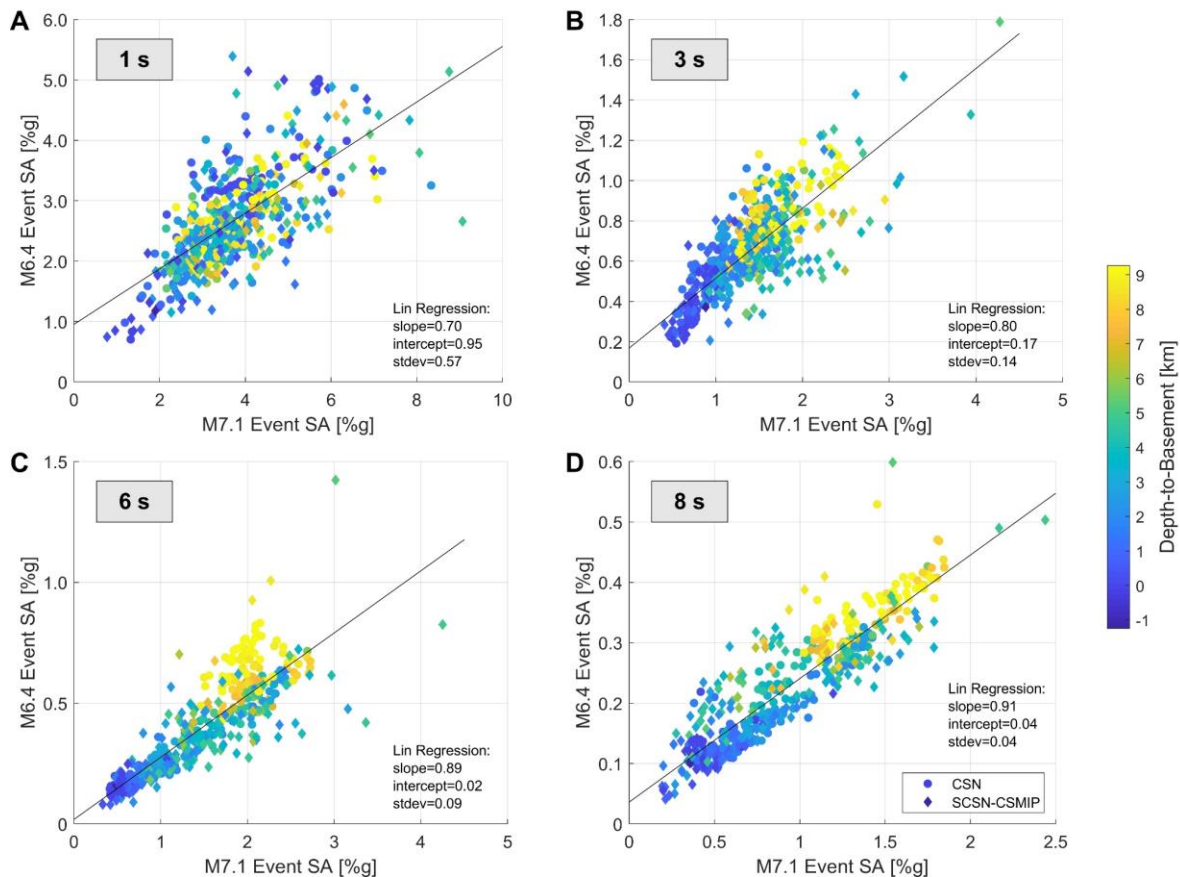 A
1 s
6.0
5.0
4.0
3.0
2.0
1.0
0
M6.4 Event SA [%g]
0 2 4 6 8 10
M7.1 Event SA [%g]
Lin Regression:
slope=0.70
intercept=0.95
stdev=0.57
B
3 s
1.8
1.6
1.4
1.2
1.0
0.8
0.6
0.4
0.2
0
M6.4 Event SA [%g]
0 1 2 3 4 5
M7.1 Event SA [%g]
Lin Regression:
slope=0.80
intercept=0.17
stdev=0.14
C
6 s
1.5
1.0
0.5
0
M6.4 Event SA [%g]
0 1 2 3 4 5
M7.1 Event SA [%g]
Lin Regression:
slope=0.89
intercept=0.02
stdev=0.09
D
8 s
0.6
0.5
0.4
0.3
0.2
0.1
0
M6.4 Event SA [%g]
0 0.5 1 1.5 2 2.5
M7.1 Event SA [%g]
Lin Regression:
slope=0.91
intercept=0.04
stdev=0.04
CSN
SCSN-CSMIP
9
8
7
6
5
4
3
2
1
0
-1
Depth-to-Basement [km]